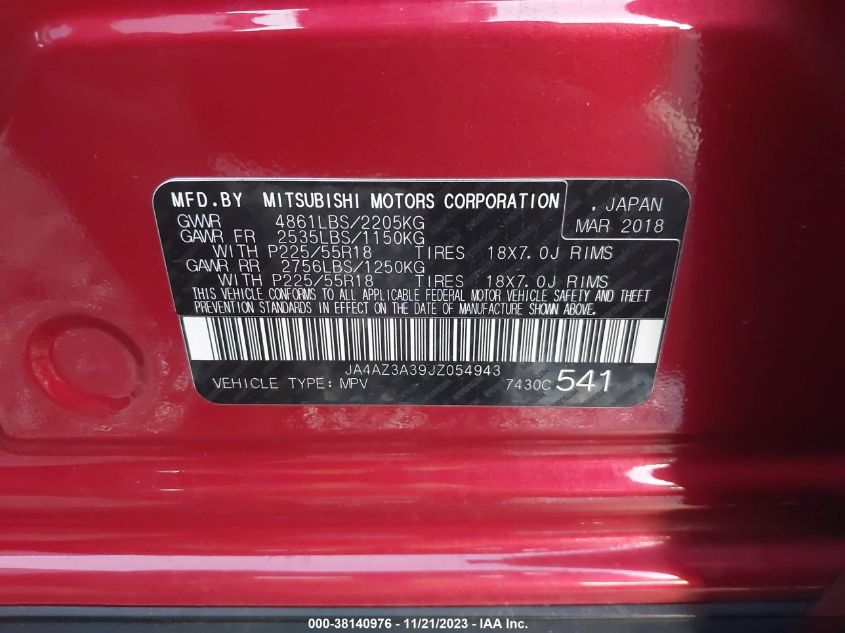 MFD.BY MITSUBISHI MOTORS CORPORATION , JAPAN
GVWR 4861LBS/2205KG MAR 2018
GAWR FR 2535LBS/1150KG
WITH P225/55R18 TIRES 18X7.0J RIMS
GAWR RR 2756LBS/1250KG
WITH P225/55R18 TIRES 18X7.0J RIMS
THIS VEHICLE CONFORMS TO ALL APPLICABLE FEDERAL MOTOR VEHICLE SAFETY AND THEFT
PREVENTION STANDARDS IN EFFECT ON THE DATE OF MANUFACTURE SHOWN ABOVE.
JA4AZ3A39JZ054943
VEHICLE TYPE: MPV 7430C 541
000-38140976 - 11/21/2023 - © IAA Inc.